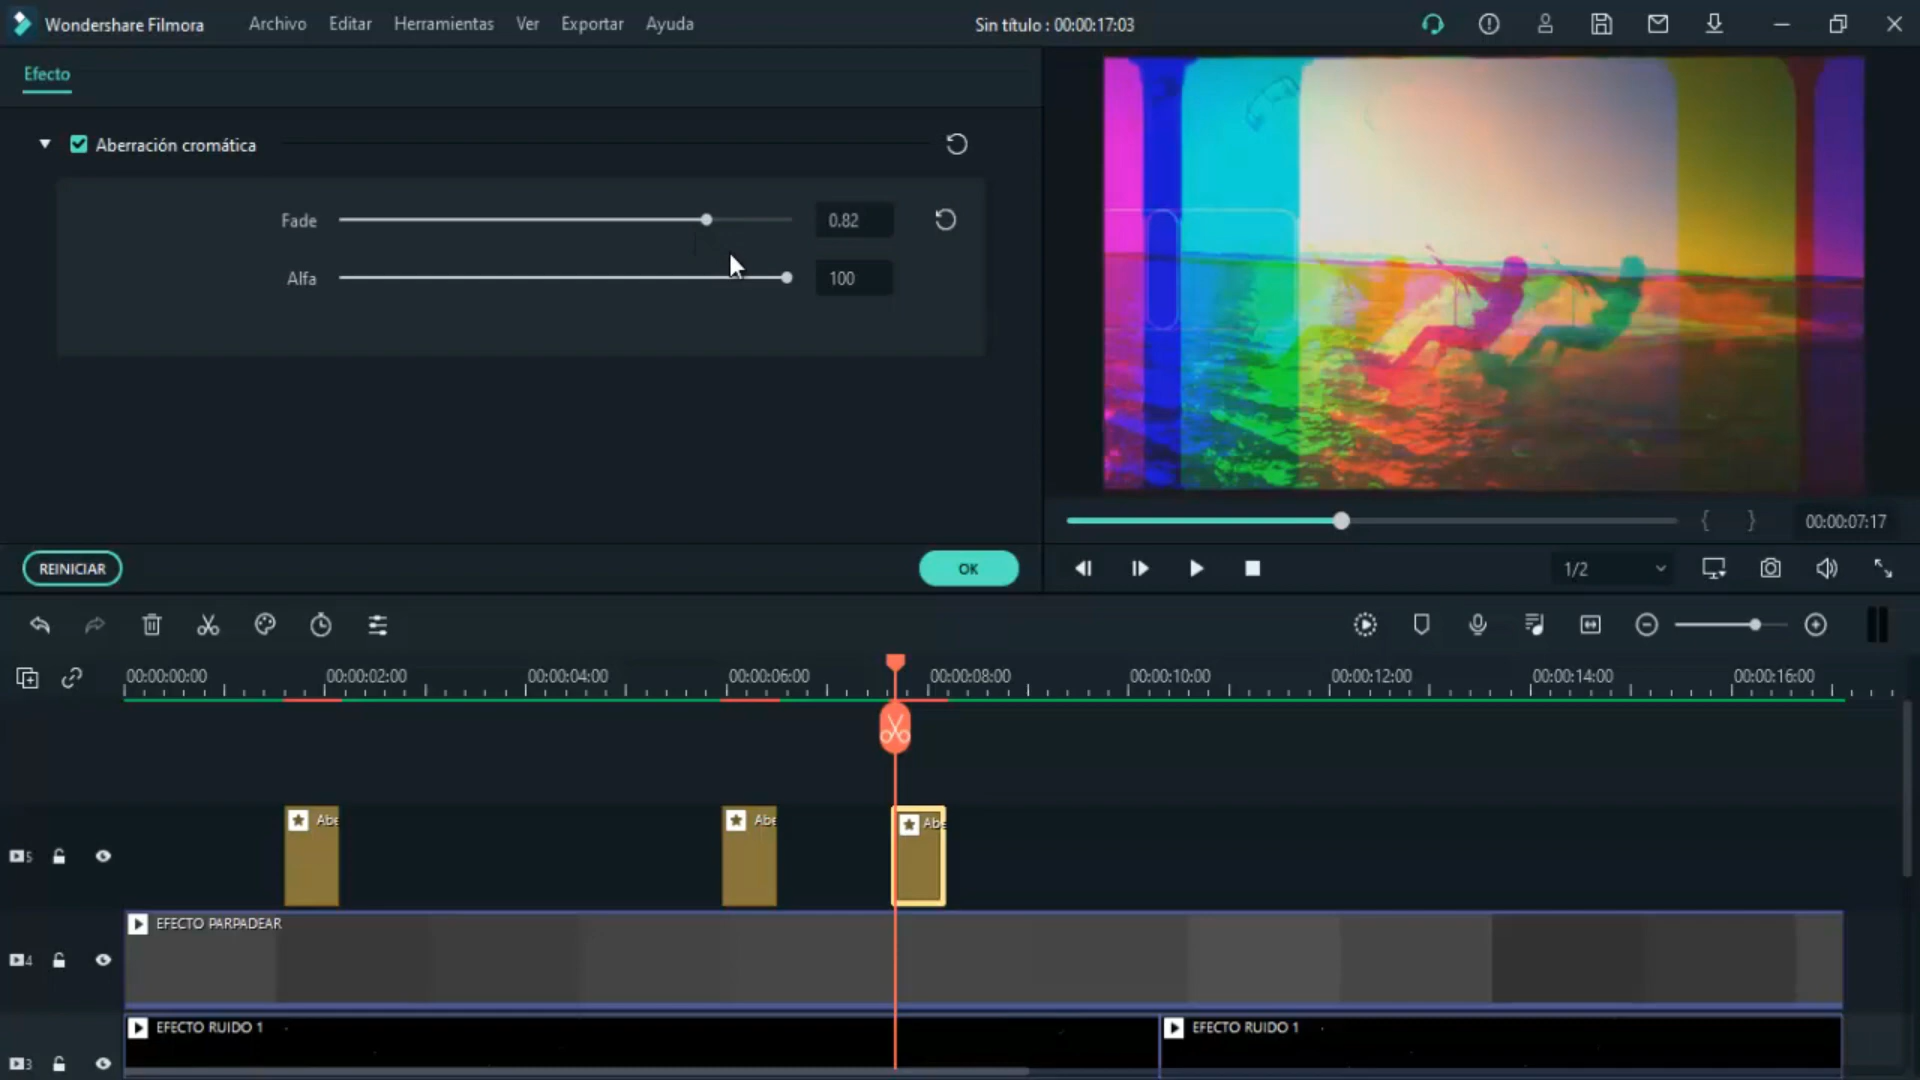 Wondershare Filmora
Archivo
Editar
Herramientas
Ver
Exportar
Ayuda
Sin título : 00:00:17:03
Efecto
Aberración cromática
Fade
0.82
Alfa
100
REINICIAR
OK
00:00:07:17
1/2
00:00:00:00
00:00:02:00
00:00:04:00
00:00:06:00
00:00:08:00
00:00:10:00
00:00:12:00
00:00:14:00
00:00:16:00
5
Abe
Abe
Abe
4
EFECTO PARPADEAR
3
EFECTO RUIDO 1
EFECTO RUIDO 1